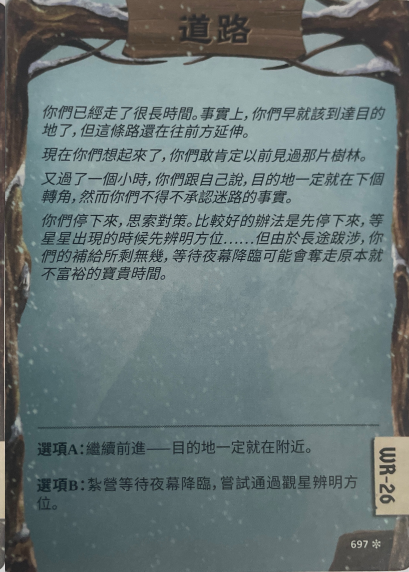 道路
你們已經走了很長時間。事實上，你們早就該到達目的
地了，但這條路還在往前方延伸。
現在你們想起來了，你們敢肯定以前見過那片樹林。
又過了一個小時，你們跟自己說，目的地一定就在下個
轉角，然而你們不得不承認迷路的事實。
你們停下來，思索對策。比較好的辦法是先停下來，等
星星出現的時候先辨明方位……但由於長途跋涉，你
們的補給所剩無幾，等待夜幕降臨可能會奪走原本就
不富裕的寶貴時間。
選項A：繼續前進——目的地一定就在附近。
選項B：紮營等待夜幕降臨，嘗試通過觀星辨明方
位。
WR-26
697 ✻